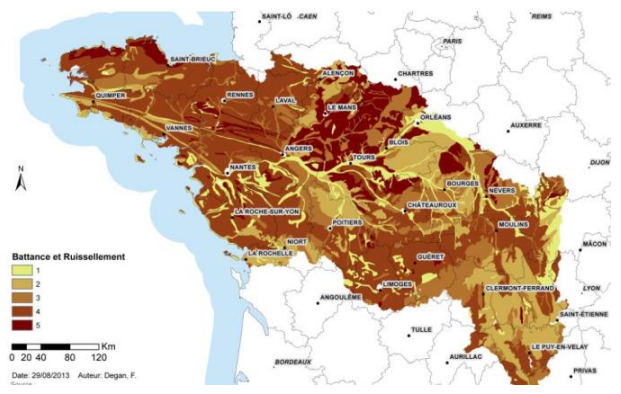 SAINT-LÔ CAEN
REIMS
PARIS
SAINT-BRIEUC
ALENÇON
CHARTRES
QUIMPER
RENNES
LAVAL
LE MANS
ORLÉANS
AUXERRE
VANNES
BLOIS
ANGERS
TOURS
DIJON
NANTES
BOURGES
NEVERS
CHÂTEAUROUX
LA ROCHE-SUR-YON
POITIERS
MOULINS
NIORT
MÂCON
LA ROCHELLE
GUÉRET
LIMOGES
CLERMONT-FERRAND
LYON
ANGOULÊME
SAINT-ÉTIENNE
TULLE
LE PUY-EN-VELAY
BORDEAUX
AURILLAC
PRIVAS
N
Battance et Ruissellement
1
2
3
4
5
Km
0 20 40 80 120
Date: 29/08/2013 Auteur: Degan, F.
Source :